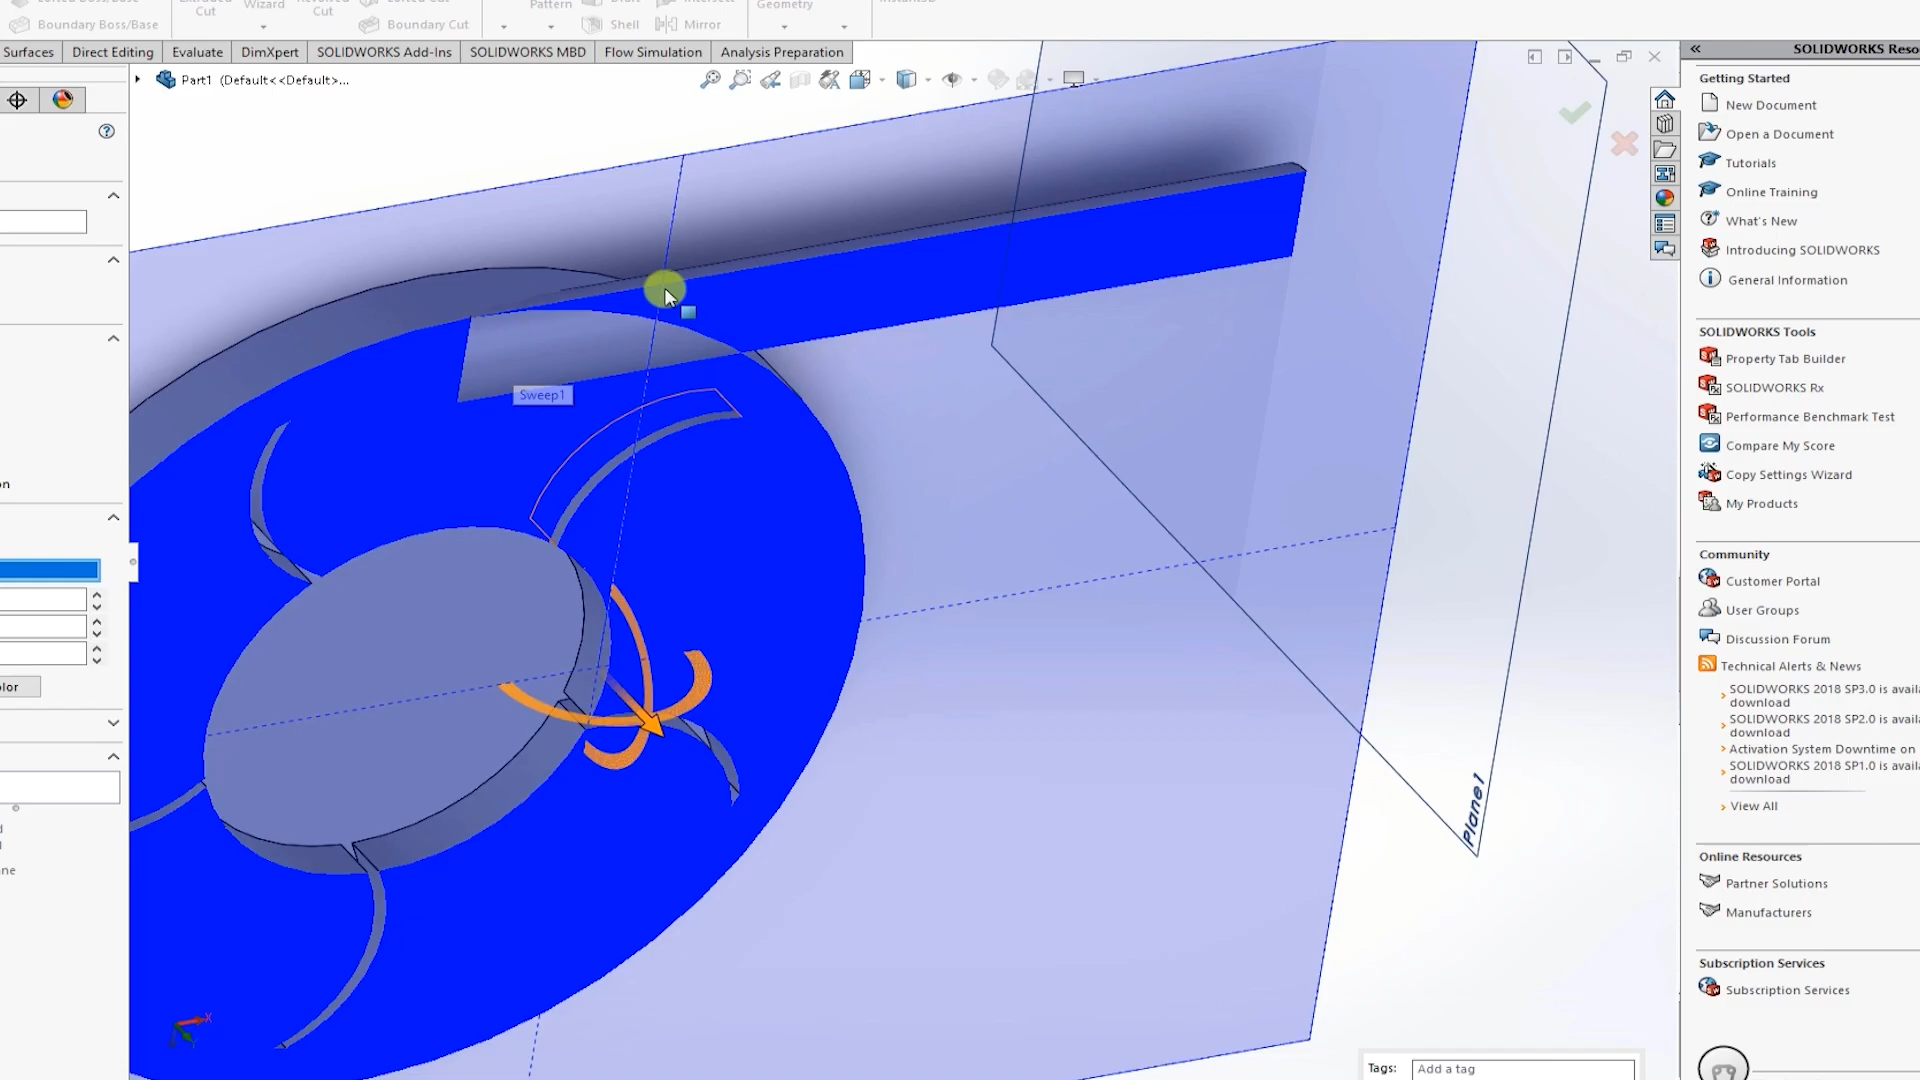 Boundary Boss/Base
Cut
Wizard
Cut
Boundary Cut
Pattern
Shell
Mirror
Geometry
Surfaces
Direct Editing
Evaluate
DimXpert
SOLIDWORKS Add-Ins
SOLIDWORKS MBD
Flow Simulation
Analysis Preparation
SOLIDWORKS Reso
Part1 (Default<<Default>...
Getting Started
New Document
Open a Document
Tutorials
Online Training
What's New
Introducing SOLIDWORKS
General Information
SOLIDWORKS Tools
Property Tab Builder
SOLIDWORKS Rx
Performance Benchmark Test
Compare My Score
Copy Settings Wizard
My Products
Community
Customer Portal
User Groups
Discussion Forum
Technical Alerts & News
SOLIDWORKS 2018 SP3.0 is availa
download
SOLIDWORKS 2018 SP2.0 is availa
download
Activation System Downtime on
SOLIDWORKS 2018 SP1.0 is availa
download
View All
Online Resources
Partner Solutions
Manufacturers
Subscription Services
Subscription Services
Sweep1
Plane1
on
olor
ne
X
Tags:
Add a tag